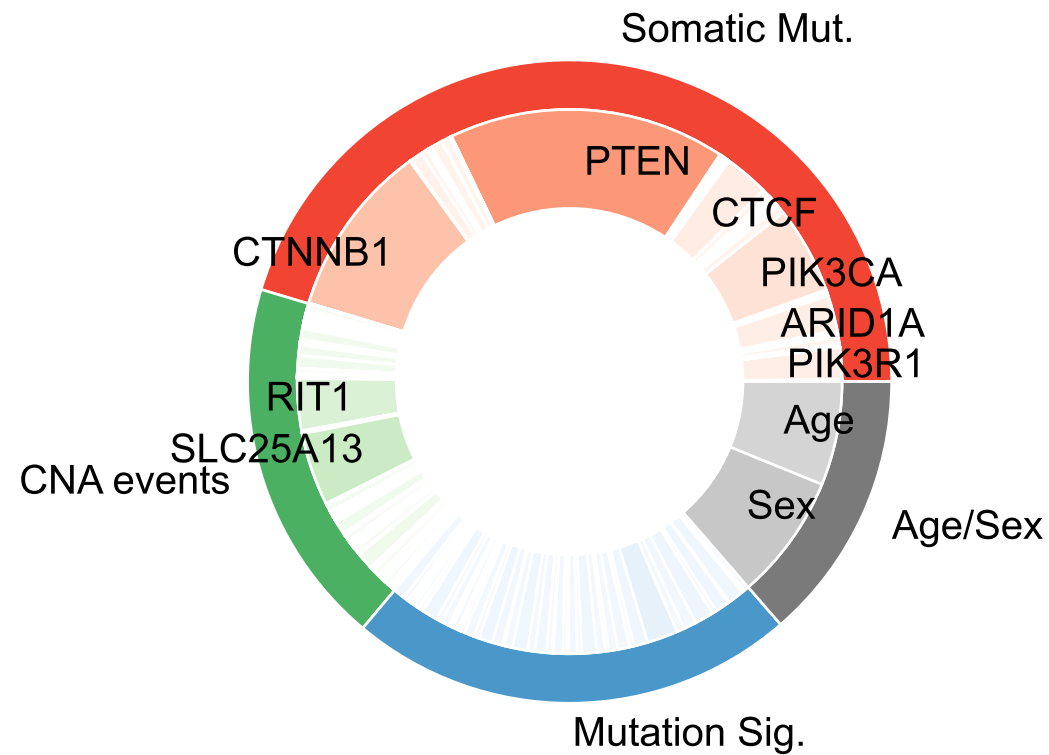 Somatic Mut.
PTEN
CTCF
CTNNB1
PIK3CA
ARID1A
PIK3R1
RIT1
Age
SLC25A13
CNA events
Sex
Age/Sex
Mutation Sig.